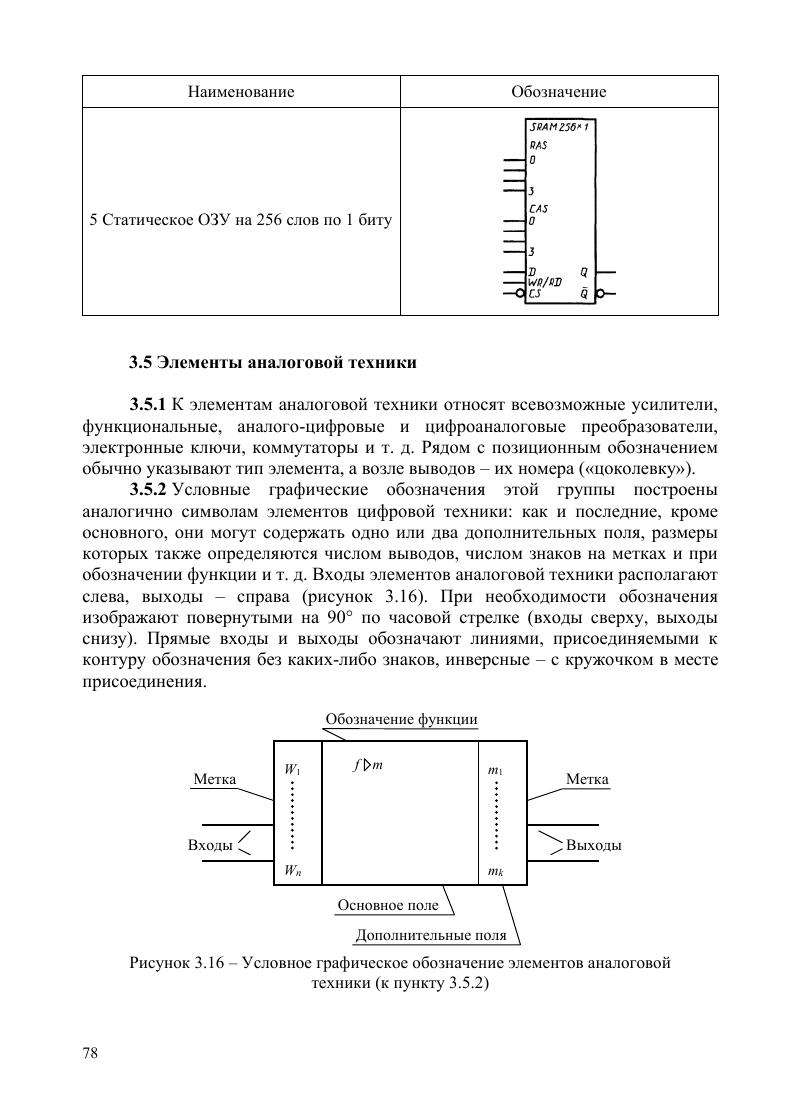 Наименование
Обозначение
5 Статическое ОЗУ на 256 слов по 1 биту
SRAM 256×1
RAS
0
3
CAS
0
3
D
Q
WR/RD
CS
Q̅
3.5 Элементы аналоговой техники
3.5.1 К элементам аналоговой техники относят всевозможные усилители,
функциональные, аналого-цифровые и цифроаналоговые преобразователи,
электронные ключи, коммутаторы и т. д. Рядом с позиционным обозначением
обычно указывают тип элемента, а возле выводов – их номера («цоколевку»).
3.5.2 Условные графические обозначения этой группы построены
аналогично символам элементов цифровой техники: как и последние, кроме
основного, они могут содержать одно или два дополнительных поля, размеры
которых также определяются числом выводов, числом знаков на метках и при
обозначении функции и т. д. Входы элементов аналоговой техники располагают
слева, выходы – справа (рисунок 3.16). При необходимости обозначения
изображают повернутыми на 90° по часовой стрелке (входы сверху, выходы
снизу). Прямые входы и выходы обозначают линиями, присоединяемыми к
контуру обозначения без каких-либо знаков, инверсные – с кружочком в месте
присоединения.
Обозначение функции
W1
f▷m
m1
Метка
Метка
Входы
Выходы
Wn
mk
Основное поле
Дополнительные поля
Рисунок 3.16 – Условное графическое обозначение элементов аналоговой
техники (к пункту 3.5.2)
78